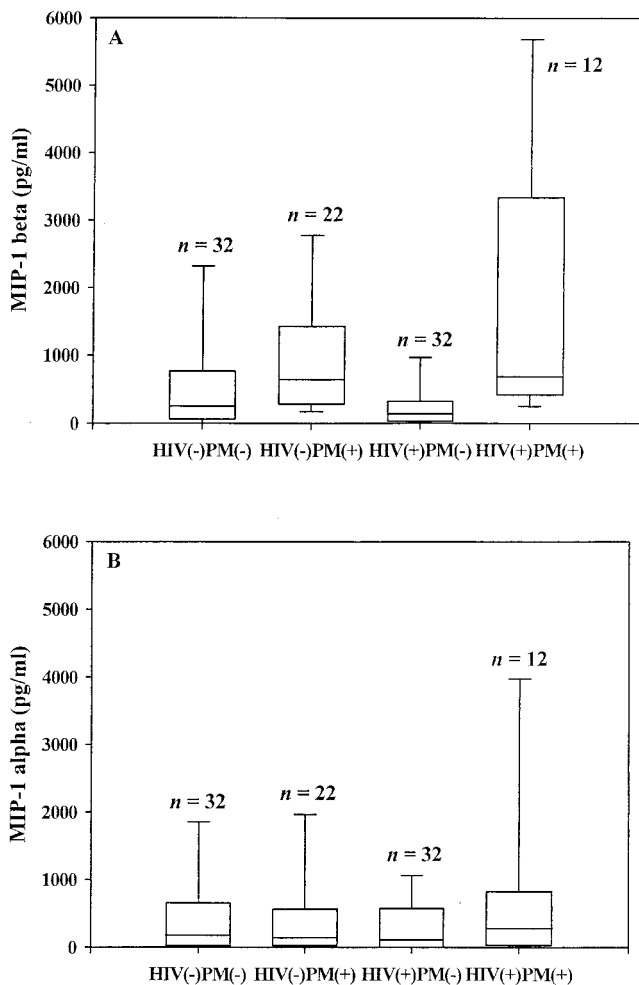 A
6000
5000
4000
3000
2000
1000
0
MIP-1 beta (pg/ml)
n = 32
n = 22
n = 32
n = 12
HIV(-)PM(-) HIV(-)PM(+) HIV(+)PM(-) HIV(+)PM(+)
B
6000
5000
4000
3000
2000
1000
0
MIP-1 alpha (pg/ml)
n = 32
n = 22
n = 32
n = 12
HIV(-)PM(-) HIV(-)PM(+) HIV(+)PM(-) HIV(+)PM(+)